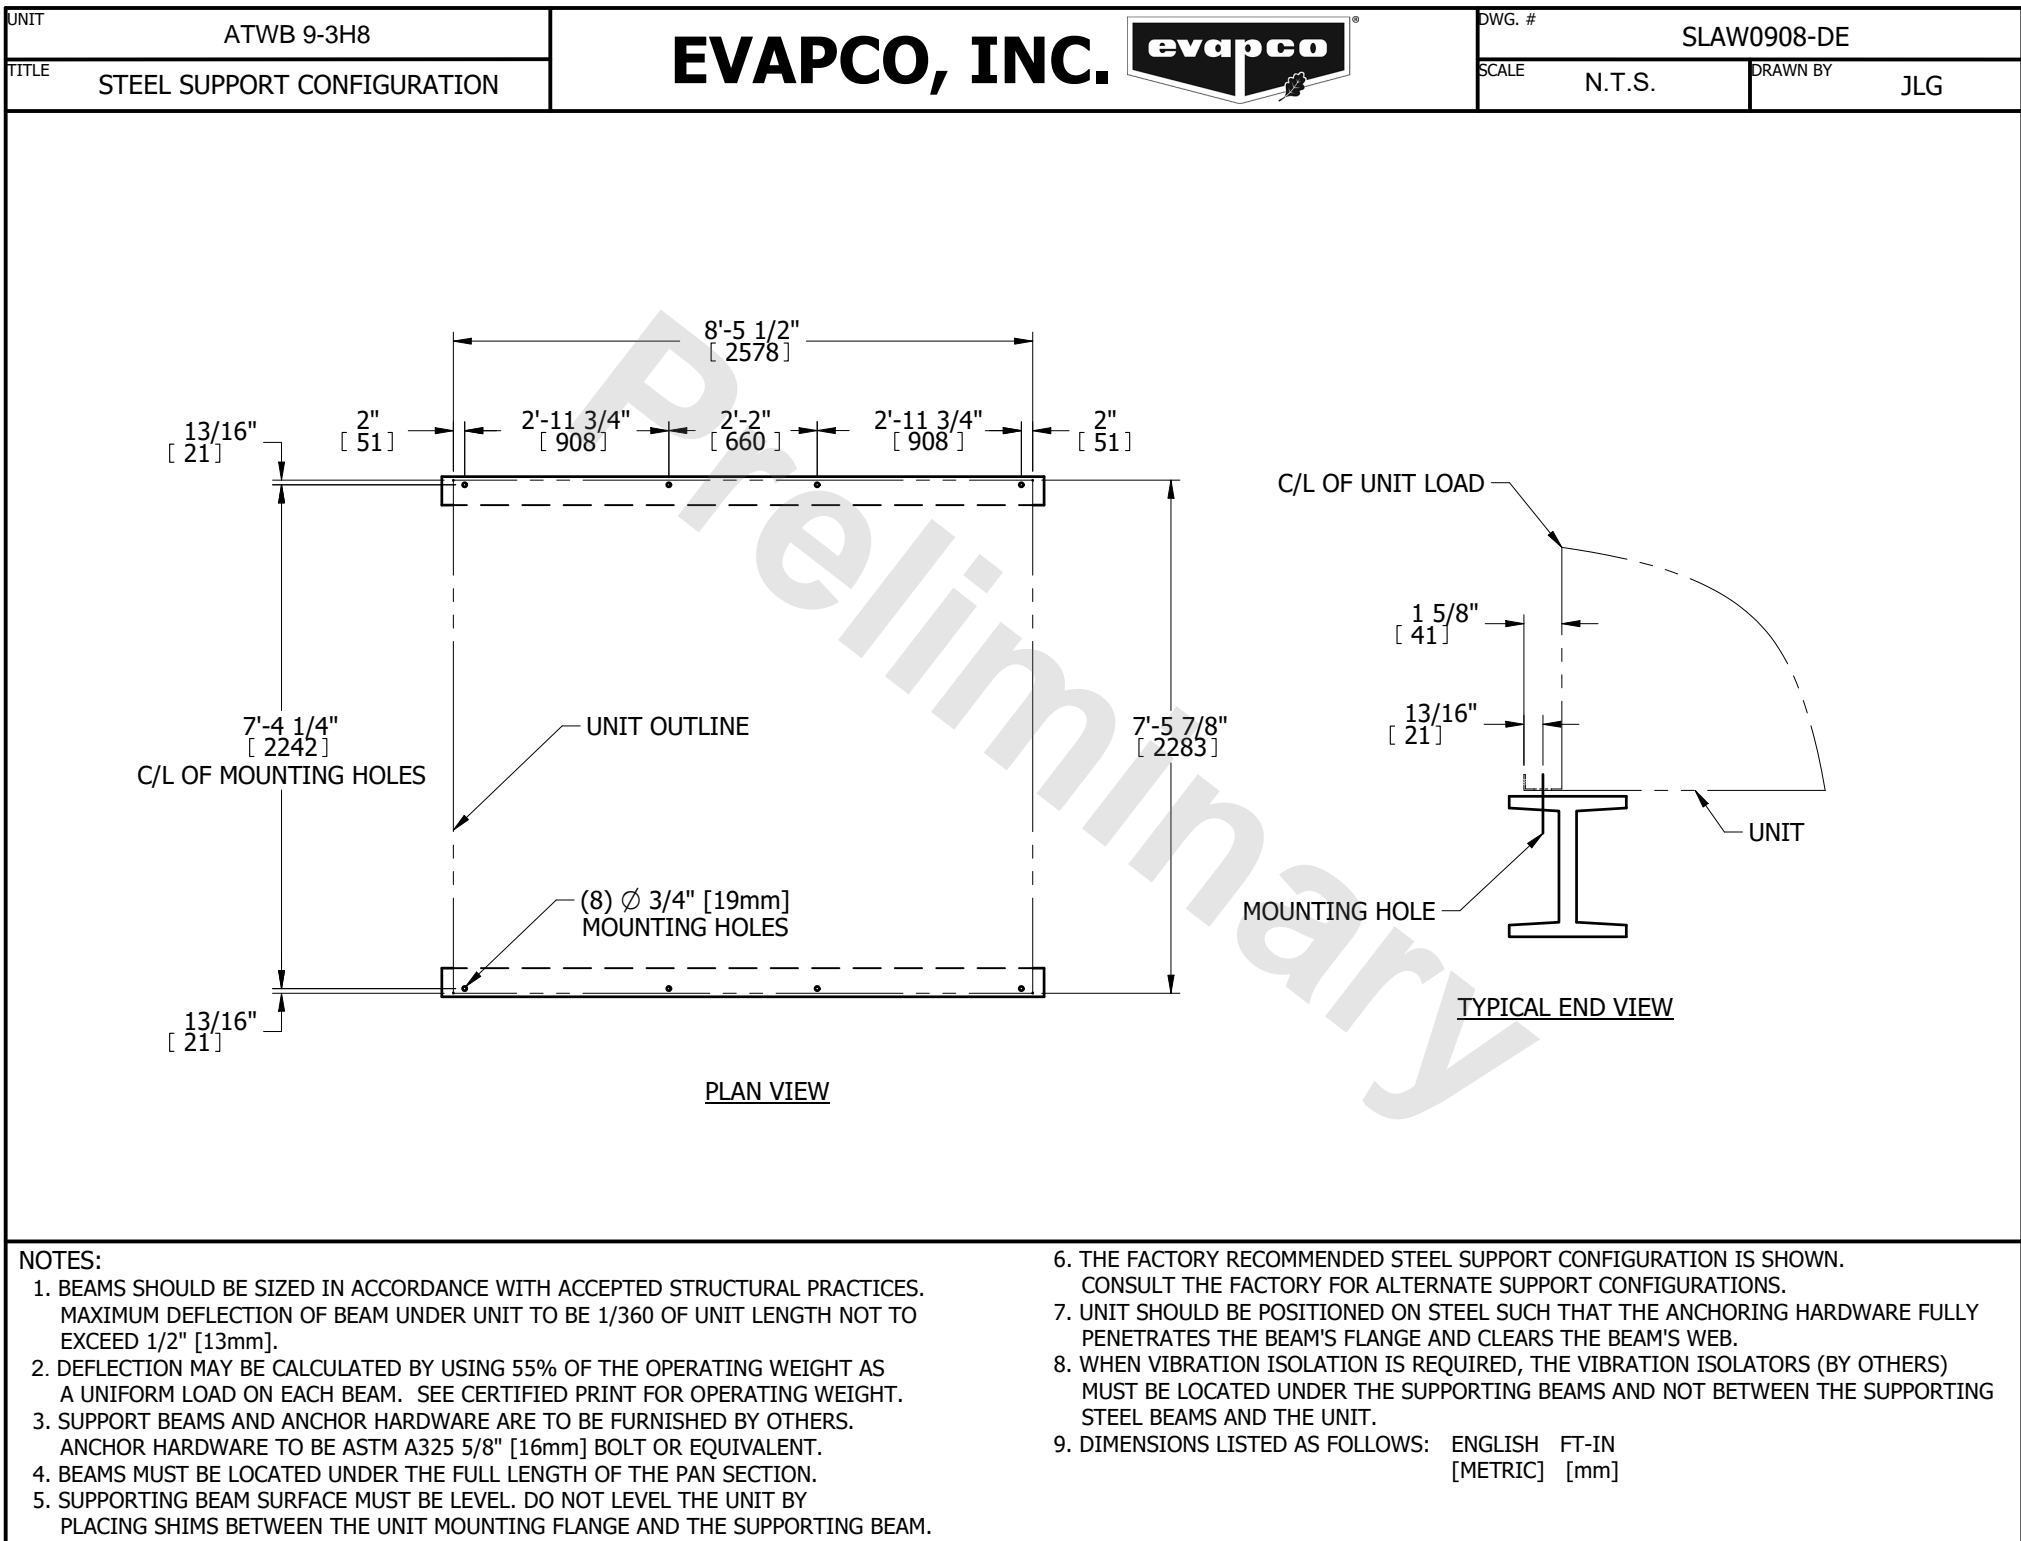 UNIT
ATWB 9-3H8
TITLE
STEEL SUPPORT CONFIGURATION
EVAPCO, INC.
evapco
®
DWG. #
SLAW0908-DE
SCALE
N.T.S.
DRAWN BY
JLG
8'-5 1/2"
[ 2578 ]
13/16"
[ 21 ]
2"
[ 51 ]
2'-11 3/4"
[ 908 ]
2'-2"
[ 660 ]
2'-11 3/4"
[ 908 ]
2"
[ 51 ]
7'-4 1/4"
[ 2242 ]
C/L OF MOUNTING HOLES
UNIT OUTLINE
7'-5 7/8"
[ 2283 ]
(8) Ø 3/4" [19mm]
MOUNTING HOLES
13/16"
[ 21 ]
PLAN VIEW
C/L OF UNIT LOAD
1 5/8"
[ 41 ]
13/16"
[ 21 ]
UNIT
MOUNTING HOLE
TYPICAL END VIEW
Preliminary
NOTES:
1. BEAMS SHOULD BE SIZED IN ACCORDANCE WITH ACCEPTED STRUCTURAL PRACTICES.
MAXIMUM DEFLECTION OF BEAM UNDER UNIT TO BE 1/360 OF UNIT LENGTH NOT TO
EXCEED 1/2" [13mm].
2. DEFLECTION MAY BE CALCULATED BY USING 55% OF THE OPERATING WEIGHT AS
A UNIFORM LOAD ON EACH BEAM. SEE CERTIFIED PRINT FOR OPERATING WEIGHT.
3. SUPPORT BEAMS AND ANCHOR HARDWARE ARE TO BE FURNISHED BY OTHERS.
ANCHOR HARDWARE TO BE ASTM A325 5/8" [16mm] BOLT OR EQUIVALENT.
4. BEAMS MUST BE LOCATED UNDER THE FULL LENGTH OF THE PAN SECTION.
5. SUPPORTING BEAM SURFACE MUST BE LEVEL. DO NOT LEVEL THE UNIT BY
PLACING SHIMS BETWEEN THE UNIT MOUNTING FLANGE AND THE SUPPORTING BEAM.
6. THE FACTORY RECOMMENDED STEEL SUPPORT CONFIGURATION IS SHOWN.
CONSULT THE FACTORY FOR ALTERNATE SUPPORT CONFIGURATIONS.
7. UNIT SHOULD BE POSITIONED ON STEEL SUCH THAT THE ANCHORING HARDWARE FULLY
PENETRATES THE BEAM'S FLANGE AND CLEARS THE BEAM'S WEB.
8. WHEN VIBRATION ISOLATION IS REQUIRED, THE VIBRATION ISOLATORS (BY OTHERS)
MUST BE LOCATED UNDER THE SUPPORTING BEAMS AND NOT BETWEEN THE SUPPORTING
STEEL BEAMS AND THE UNIT.
9. DIMENSIONS LISTED AS FOLLOWS: ENGLISH FT-IN
[METRIC] [mm]